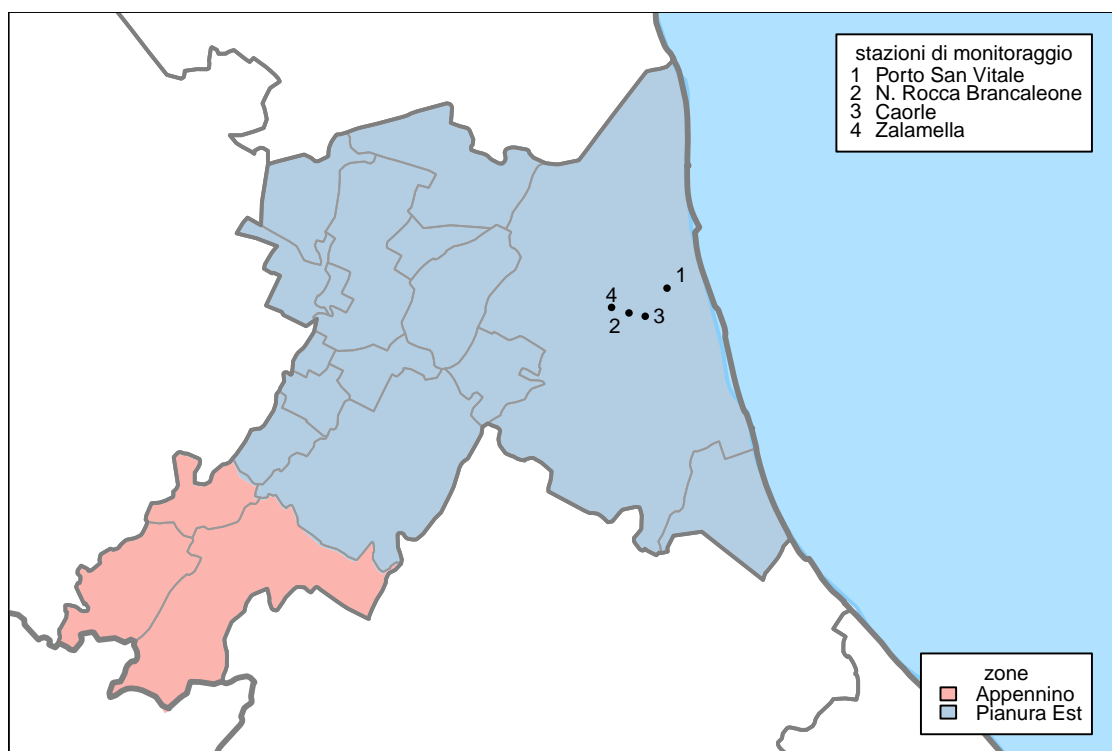 stazioni di monitoraggio
1 Porto San Vitale
2 N. Rocca Brancaleone
3 Caorle
4 Zalamella
1
4
2
3
zone
Appennino
Pianura Est